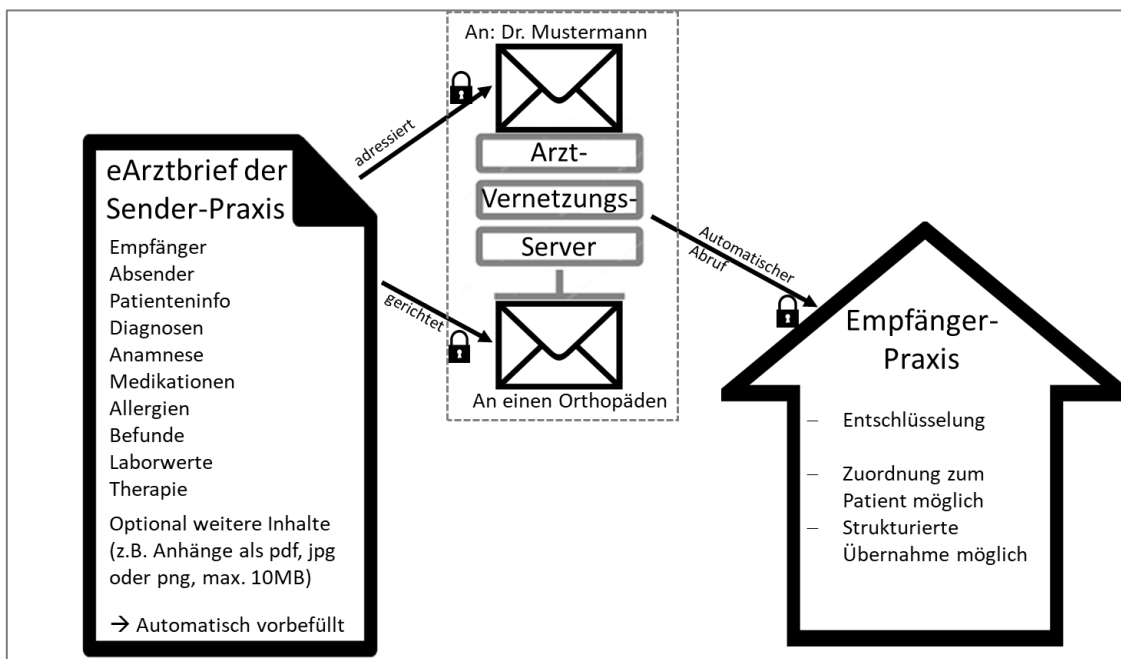 An: Dr. Mustermann
adressiert
Arzt-
Vernetzungs-
Server
gerichtet
An einen Orthopäden
eArztbrief der
Sender-Praxis
Empfänger
Absender
Patienteninfo
Diagnosen
Anamnese
Medikationen
Allergien
Befunde
Laborwerte
Therapie
Optional weitere Inhalte
(z.B. Anhänge als pdf, jpg
oder png, max. 10MB)
→ Automatisch vorbefüllt
Automatischer
Abruf
Empfänger-
Praxis
– Entschlüsselung
– Zuordnung zum
Patient möglich
– Strukturierte
Übernahme möglich